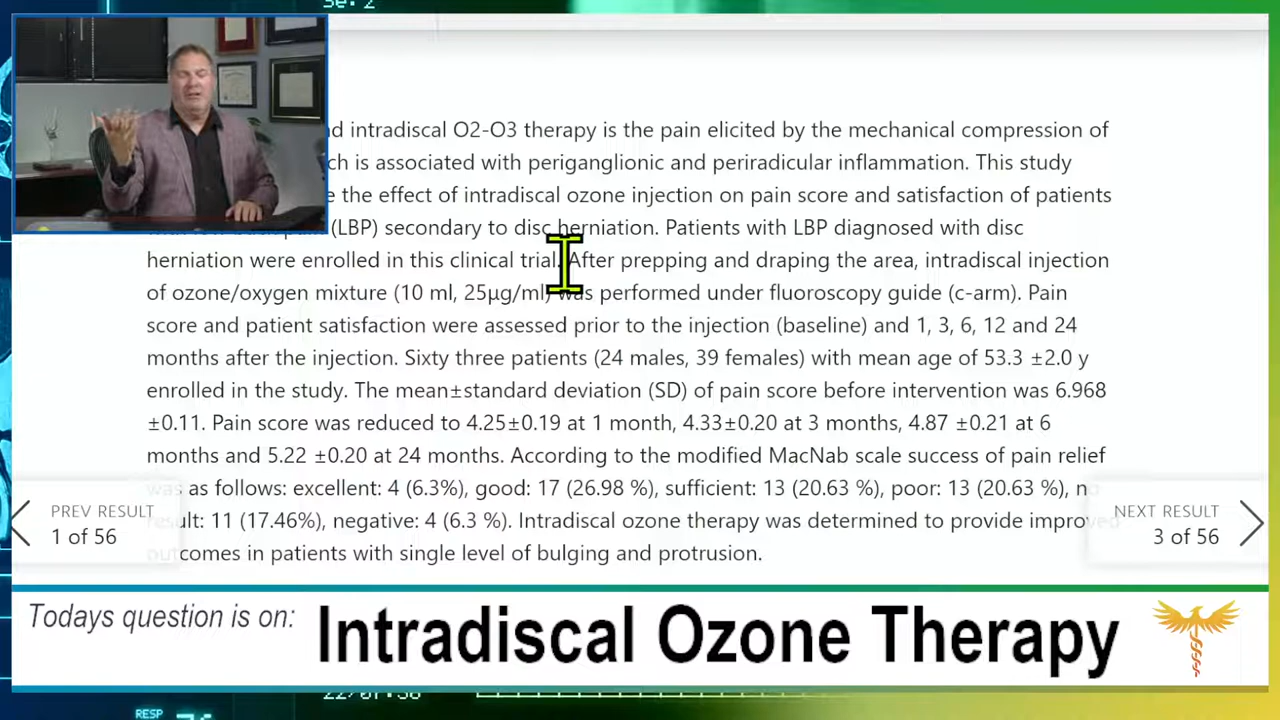 d intradiscal O2-O3 therapy is the pain elicited by the mechanical compression of
ch is associated with periganglionic and periradicular inflammation. This study
e the effect of intradiscal ozone injection on pain score and satisfaction of patients
(LBP) secondary to disc herniation. Patients with LBP diagnosed with disc
herniation were enrolled in this clinical trial. After prepping and draping the area, intradiscal injection
of ozone/oxygen mixture (10 ml, 25µg/ml) was performed under fluoroscopy guide (c-arm). Pain
score and patient satisfaction were assessed prior to the injection (baseline) and 1, 3, 6, 12 and 24
months after the injection. Sixty three patients (24 males, 39 females) with mean age of 53.3 ±2.0 y
enrolled in the study. The mean±standard deviation (SD) of pain score before intervention was 6.968
±0.11. Pain score was reduced to 4.25±0.19 at 1 month, 4.33±0.20 at 3 months, 4.87 ±0.21 at 6
months and 5.22 ±0.20 at 24 months. According to the modified MacNab scale success of pain relief
was as follows: excellent: 4 (6.3%), good: 17 (26.98 %), sufficient: 13 (20.63 %), poor: 13 (20.63 %), no
result: 11 (17.46%), negative: 4 (6.3 %). Intradiscal ozone therapy was determined to provide improved
outcomes in patients with single level of bulging and protrusion.
PREV RESULT
1 of 56
NEXT RESULT
3 of 56
Todays question is on:
Intradiscal Ozone Therapy
RESP